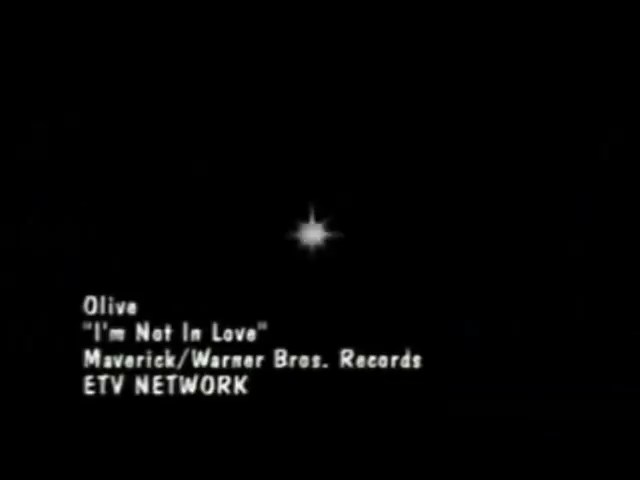 Olive
"I'm Not In Love"
Maverick/Warner Bros. Records
ETV NETWORK